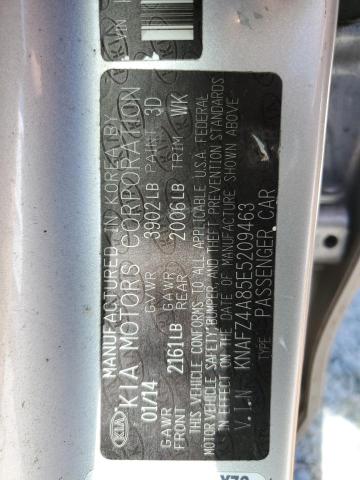 MANUFACTURED IN KOREA BY
KIA KIA MOTORS CORPORATION
01/14 GVWR 3902LB PAINT 3D
GAWR FRONT 2161LB GAWR REAR 2006LB TRIM WK
THIS VEHICLE CONFORMS TO ALL APPLICABLE U.S.A. FEDERAL
MOTOR VEHICLE SAFETY, BUMPER AND THEFT PREVENTION STANDARDS
IN EFFECT ON THE DATE OF MANUFACTURE SHOWN ABOVE
V.I.N KNAFZ4A85E5209463
TYPE PASSENGER CAR
VIN